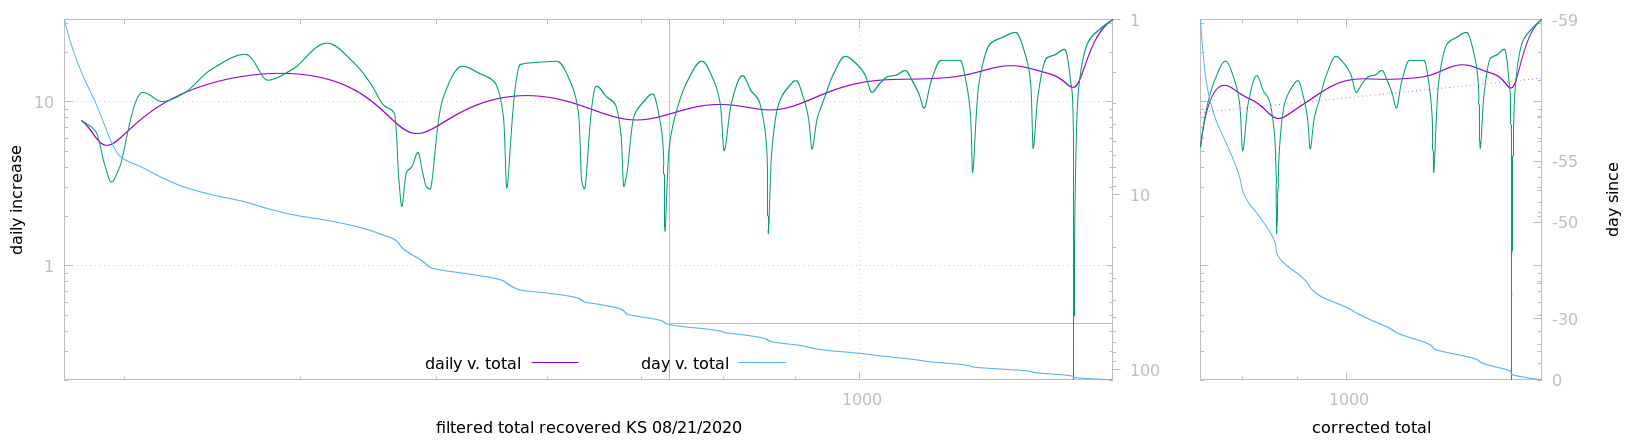 daily increase
10
1
1
10
100
1000
daily v. total
day v. total
filtered total recovered KS 08/21/2020
-59
-55
-50
-30
0
1000
day since
corrected total